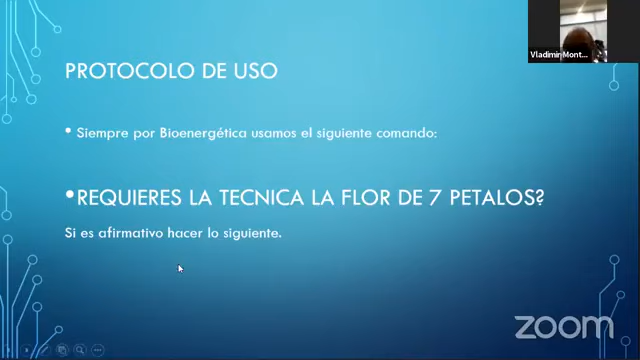 Vladimir Mont...
PROTOCOLO DE USO
• Siempre por Bioenergética usamos el siguiente comando:
•REQUIERES LA TECNICA LA FLOR DE 7 PETALOS?
Si es afirmativo hacer lo siguiente.
zoom